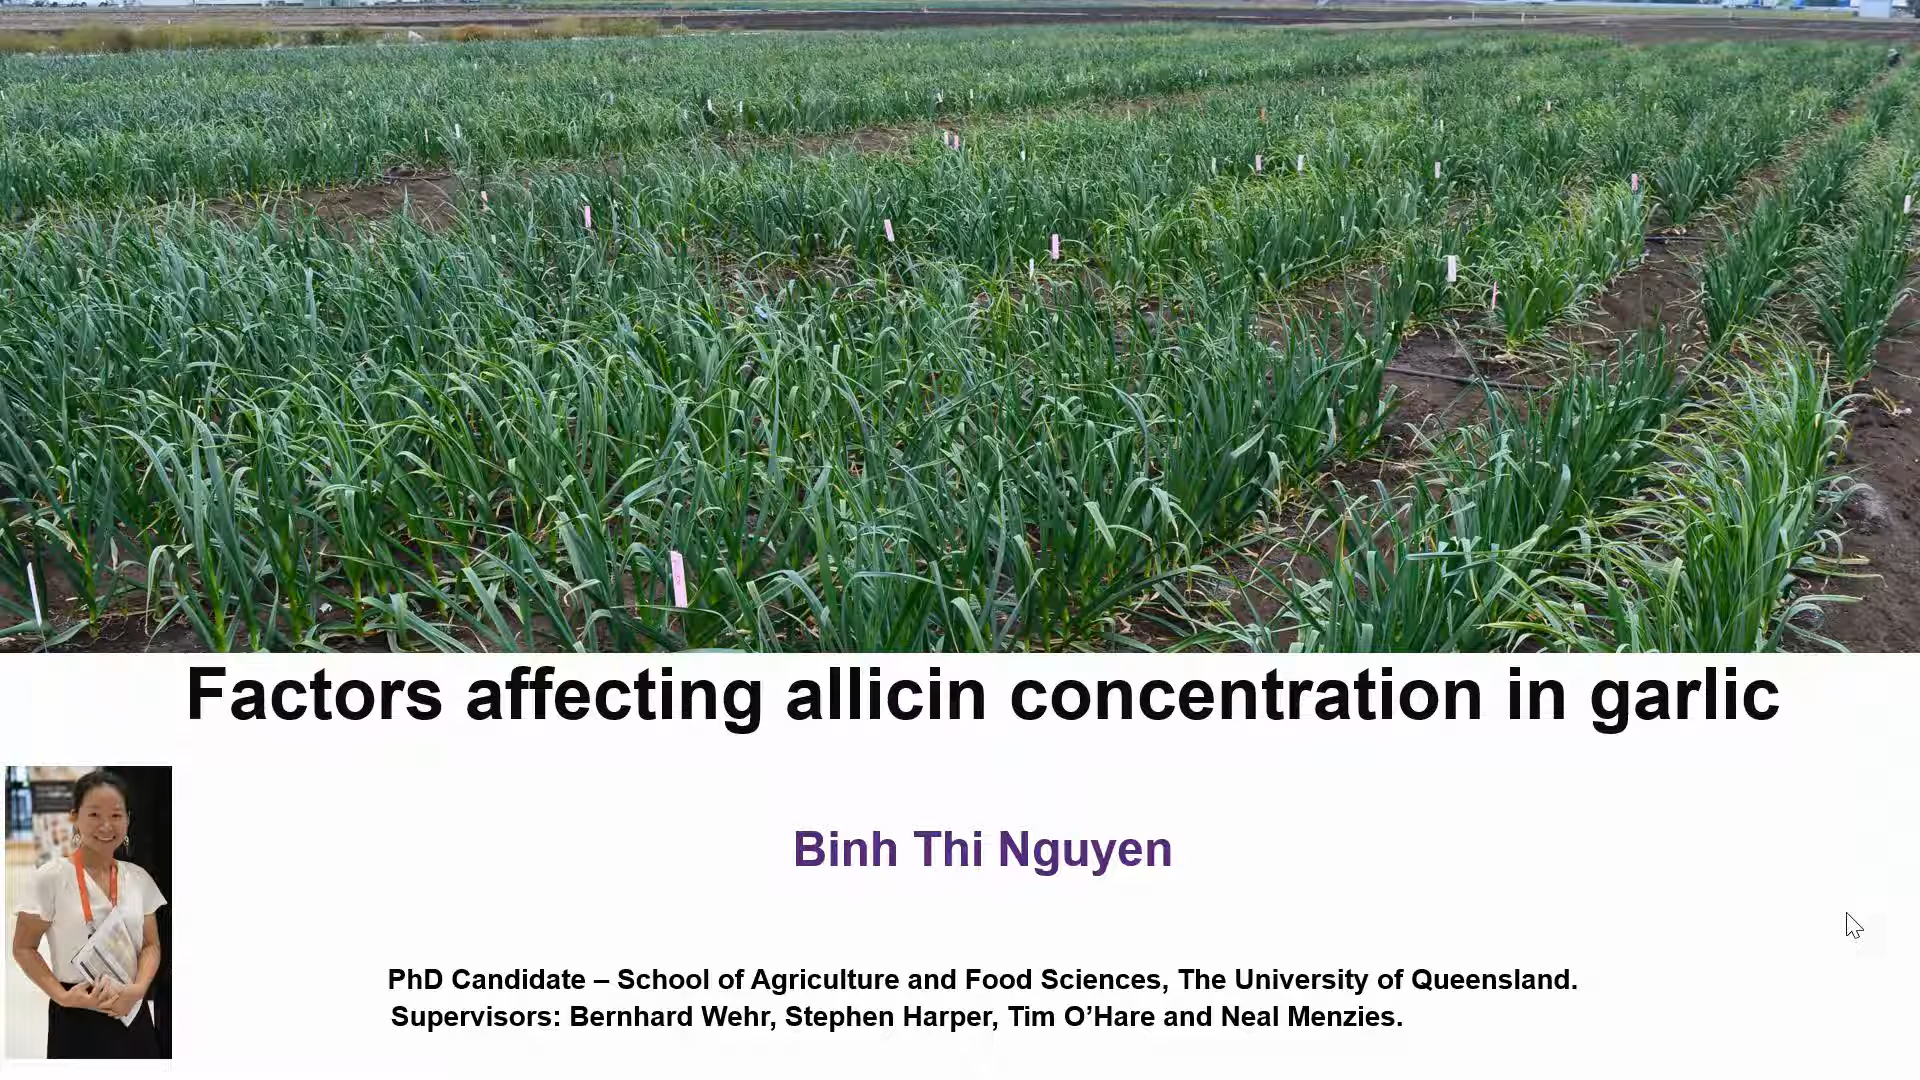 Factors affecting allicin concentration in garlic
Binh Thi Nguyen
PhD Candidate – School of Agriculture and Food Sciences, The University of Queensland.
Supervisors: Bernhard Wehr, Stephen Harper, Tim O’Hare and Neal Menzies.